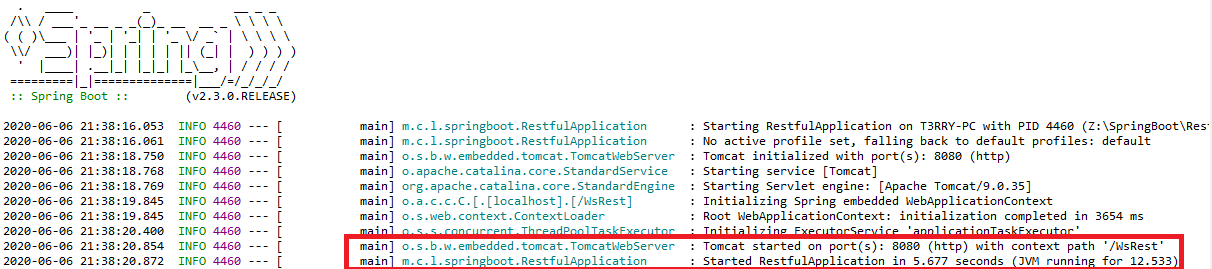 .   ____          _            __ _ _
 /\\ / ___'_ __ _ _(_)_ __  __ _ \ \ \ \
( ( )\___ | '_ | '_| | '_ \/ _` | \ \ \ \
 \\/  ___)| |_)| | | | | || (_| |  ) ) ) )
  '  |____| .__|_| |_|_| |_\__, | / / / /
 =========|_|==============|___/=/_/_/_/
 :: Spring Boot ::        (v2.3.0.RELEASE)
2020-06-06 21:38:16.053  INFO 4460 --- [           main] m.c.l.springboot.RestfulApplication      : Starting RestfulApplication on T3RRY-PC with PID 4460 (Z:\SpringBoot\Rest
2020-06-06 21:38:16.061  INFO 4460 --- [           main] m.c.l.springboot.RestfulApplication      : No active profile set, falling back to default profiles: default
2020-06-06 21:38:18.750  INFO 4460 --- [           main] o.s.b.w.embedded.tomcat.TomcatWebServer  : Tomcat initialized with port(s): 8080 (http)
2020-06-06 21:38:18.768  INFO 4460 --- [           main] o.apache.catalina.core.StandardService   : Starting service [Tomcat]
2020-06-06 21:38:18.769  INFO 4460 --- [           main] org.apache.catalina.core.StandardEngine  : Starting Servlet engine: [Apache Tomcat/9.0.35]
2020-06-06 21:38:19.845  INFO 4460 --- [           main] o.a.c.c.C.[.[localhost].[/WsRest]        : Initializing Spring embedded WebApplicationContext
2020-06-06 21:38:19.845  INFO 4460 --- [           main] o.s.web.context.ContextLoader            : Root WebApplicationContext: initialization completed in 3654 ms
2020-06-06 21:38:20.400  INFO 4460 --- [           main] o.s.s.concurrent.ThreadPoolTaskExecutor  : Initializing ExecutorService 'applicationTaskExecutor'
2020-06-06 21:38:20.854  INFO 4460 --- [           main] o.s.b.w.embedded.tomcat.TomcatWebServer  : Tomcat started on port(s): 8080 (http) with context path '/WsRest'
2020-06-06 21:38:20.872  INFO 4460 --- [           main] m.c.l.springboot.RestfulApplication      : Started RestfulApplication in 5.677 seconds (JVM running for 12.533)